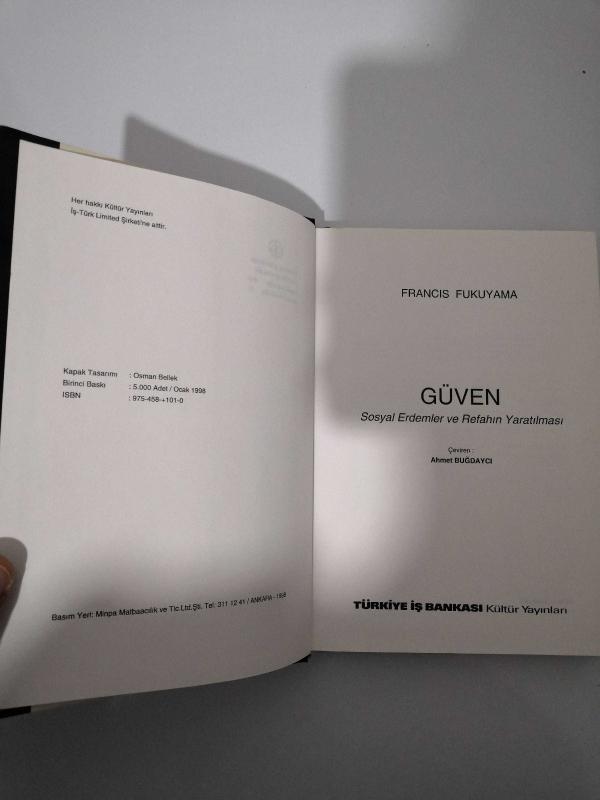 Her hakkı Kültür Yayınları
İş-Türk Limited Şirketi'ne aittir.
Kapak Tasarımı : Osman Bellek
Birinci Baskı : 5.000 Adet / Ocak 1998
ISBN : 975-458-+101-0
Basım Yeri: Minpa Matbaacılık ve Tic.Ltd.Şti. Tel. 311 12 41 / ANKARA - 1998
FRANCIS FUKUYAMA
GÜVEN
Sosyal Erdemler ve Refahın Yaratılması
Çeviren :
Ahmet BUĞDAYCI
TÜRKİYE İŞ BANKASI Kültür Yayınları